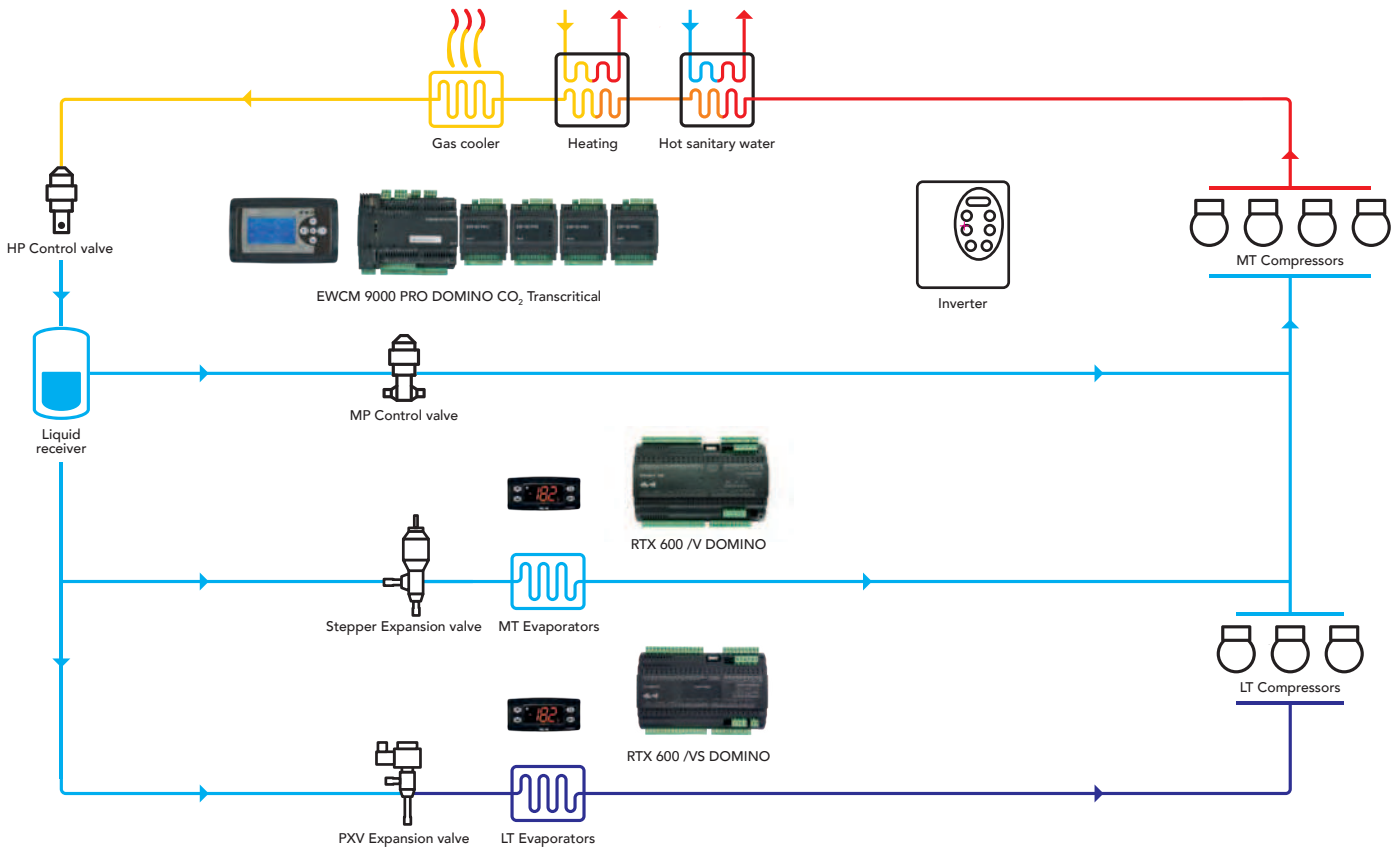 Gas cooler
Heating
Hot sanitary water
HP Control valve
EWCM 9000 PRO DOMINO CO₂ Transcritical
Inverter
MT Compressors
MP Control valve
Liquid
receiver
182
RTX 600 /V DOMINO
Stepper Expansion valve
MT Evaporators
LT Compressors
182
RTX 600 /VS DOMINO
PXV Expansion valve
LT Evaporators